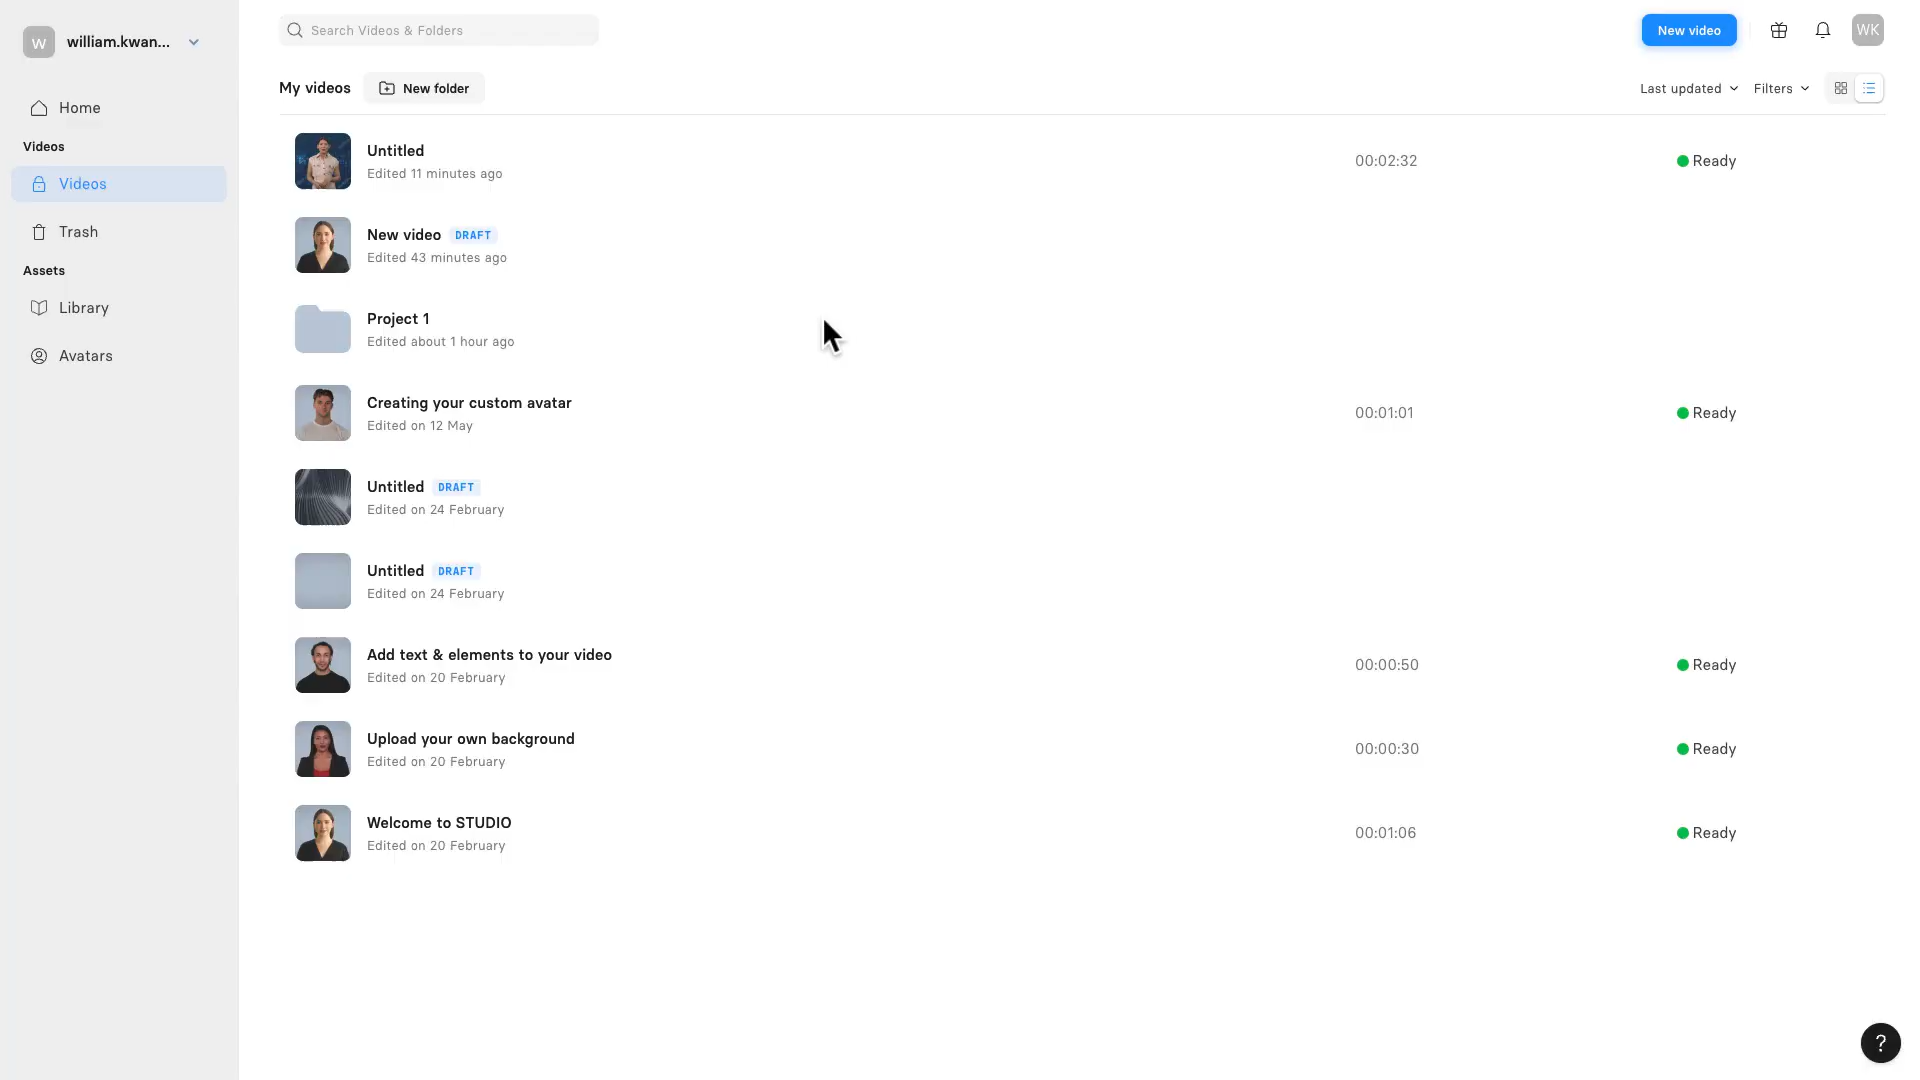 W william.kwan...
Search Videos & Folders
New video
WK
Home
Videos
Videos
Trash
Assets
Library
Avatars
My videos
New folder
Last updated
Filters
Untitled
Edited 11 minutes ago
00:02:32
Ready
New video DRAFT
Edited 43 minutes ago
Project 1
Edited about 1 hour ago
Creating your custom avatar
Edited on 12 May
00:01:01
Ready
Untitled DRAFT
Edited on 24 February
Untitled DRAFT
Edited on 24 February
Add text & elements to your video
Edited on 20 February
00:00:50
Ready
Upload your own background
Edited on 20 February
00:00:30
Ready
Welcome to STUDIO
Edited on 20 February
00:01:06
Ready
?